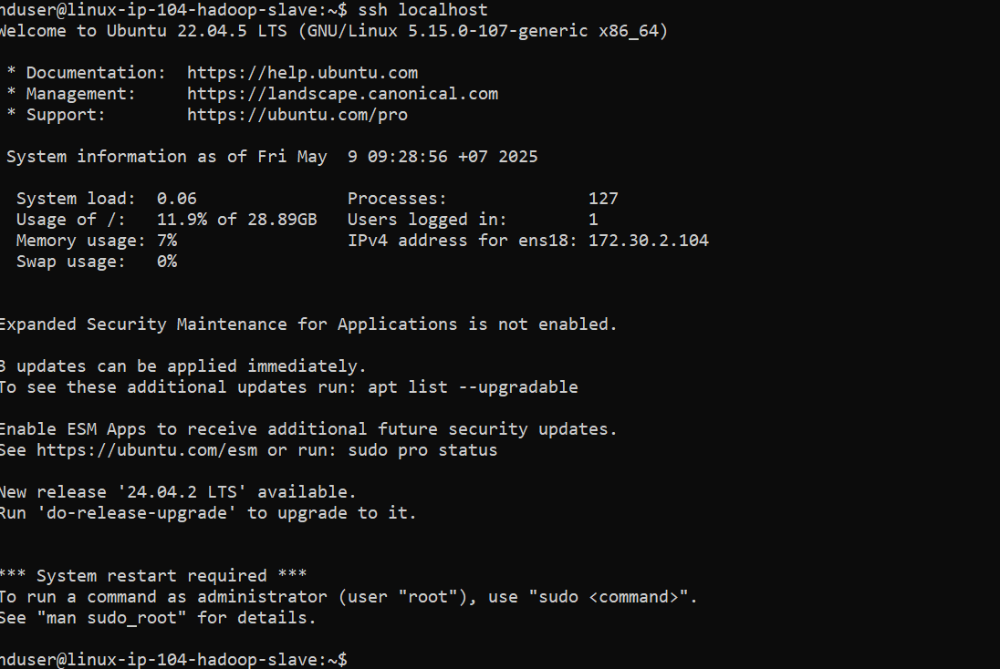 hduser@linux-ip-104-hadoop-slave:~$ ssh localhost
Welcome to Ubuntu 22.04.5 LTS (GNU/Linux 5.15.0-107-generic x86_64)
* Documentation:  https://help.ubuntu.com
* Management:     https://landscape.canonical.com
* Support:        https://ubuntu.com/pro
System information as of Fri May  9 09:28:56 +07 2025
System load:  0.06               Processes:              127
Usage of /:   11.9% of 28.89GB   Users logged in:        1
Memory usage: 7%                 IPv4 address for ens18: 172.30.2.104
Swap usage:   0%
Expanded Security Maintenance for Applications is not enabled.
3 updates can be applied immediately.
To see these additional updates run: apt list --upgradable
Enable ESM Apps to receive additional future security updates.
See https://ubuntu.com/esm or run: sudo pro status
New release '24.04.2 LTS' available.
Run 'do-release-upgrade' to upgrade to it.
*** System restart required ***
To run a command as administrator (user "root"), use "sudo <command>".
See "man sudo_root" for details.
hduser@linux-ip-104-hadoop-slave:~$